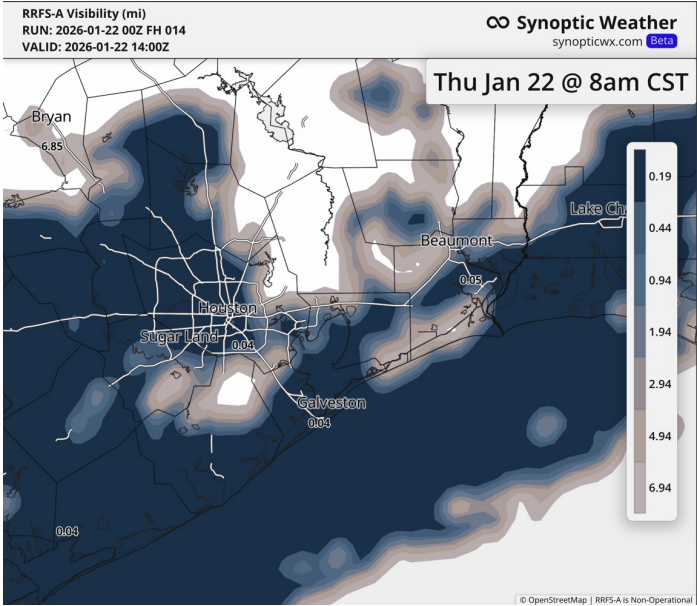 RRFS-A Visibility (mi)
RUN: 2026-01-22 00Z FH 014
VALID: 2026-01-22 14:00Z
Synoptic Weather
synopticwx.com Beta
Thu Jan 22 @ 8am CST
Bryan
6.85
0.19
Lake Cha
0.44
Beaumont
0.05
0.94
Houston
1.94
Sugar Land
0.04
2.94
Galveston
0.04
4.94
6.94
0.04
© OpenStreetMap | RRFS-A is Non-Operational